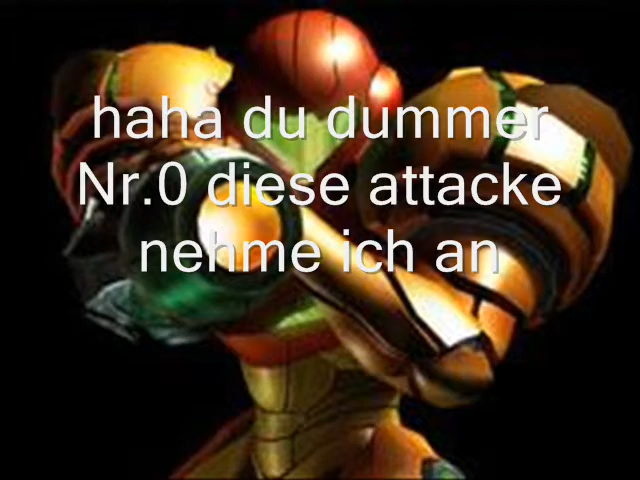 haha du dummer
Nr.0 diese attacke
nehme ich an